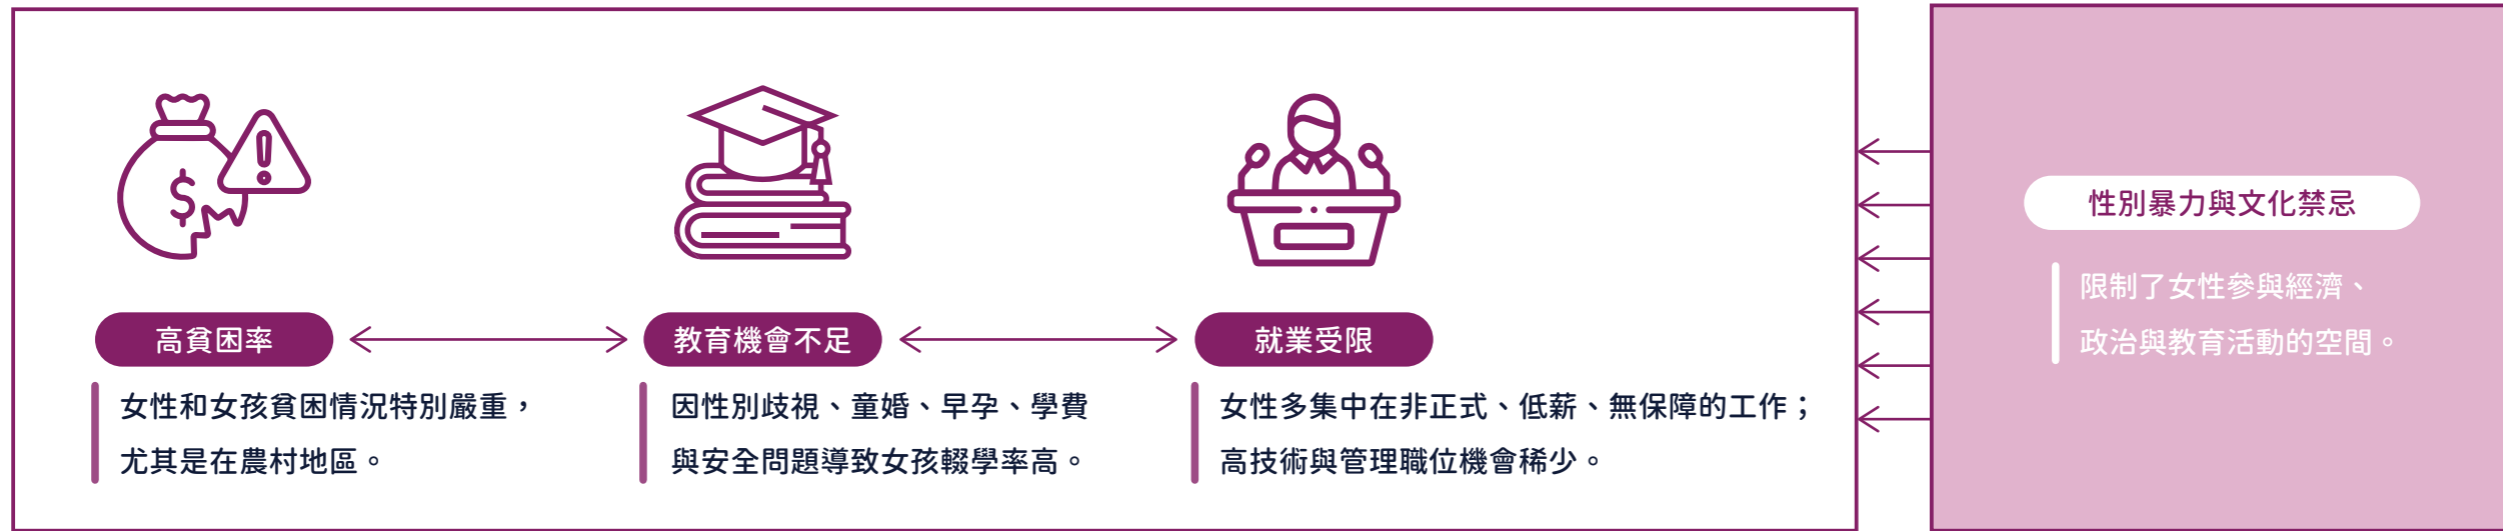 高貧困率
女性和女孩貧困情況特別嚴重，
尤其是在農村地區。
教育機會不足
因性別歧視、童婚、早孕、學費
與安全問題導致女孩輟學率高。
就業受限
女性多集中在非正式、低薪、無保障的工作；
高技術與管理職位機會稀少。
性別暴力與文化禁忌
限制了女性參與經濟、
政治與教育活動的空間。